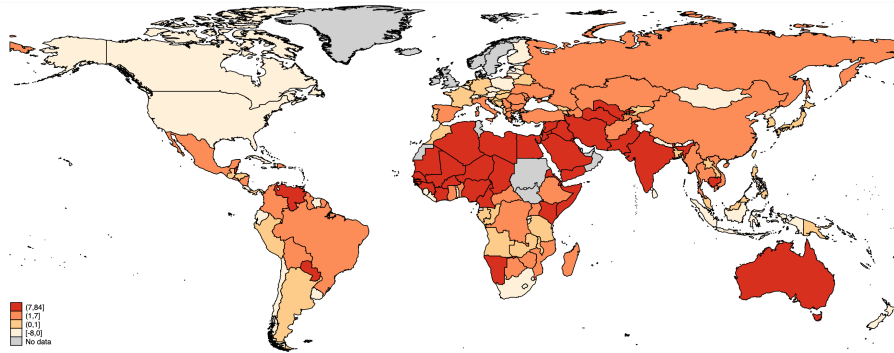 (7,84]
(1,7]
(0,1]
[-8,0]
No data